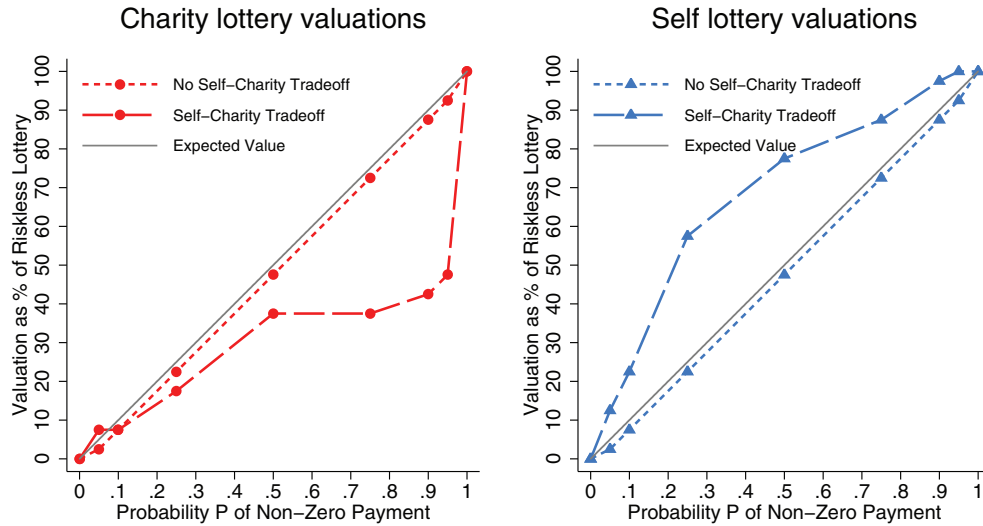 Charity lottery valuations
Valuation as % of Riskless Lottery
0 10 20 30 40 50 60 70 80 90 100
No Self−Charity Tradeoff
Self−Charity Tradeoff
Expected Value
0 .1 .2 .3 .4 .5 .6 .7 .8 .9 1
Probability P of Non−Zero Payment
Self lottery valuations
Valuation as % of Riskless Lottery
0 10 20 30 40 50 60 70 80 90 100
No Self−Charity Tradeoff
Self−Charity Tradeoff
Expected Value
0 .1 .2 .3 .4 .5 .6 .7 .8 .9 1
Probability P of Non−Zero Payment